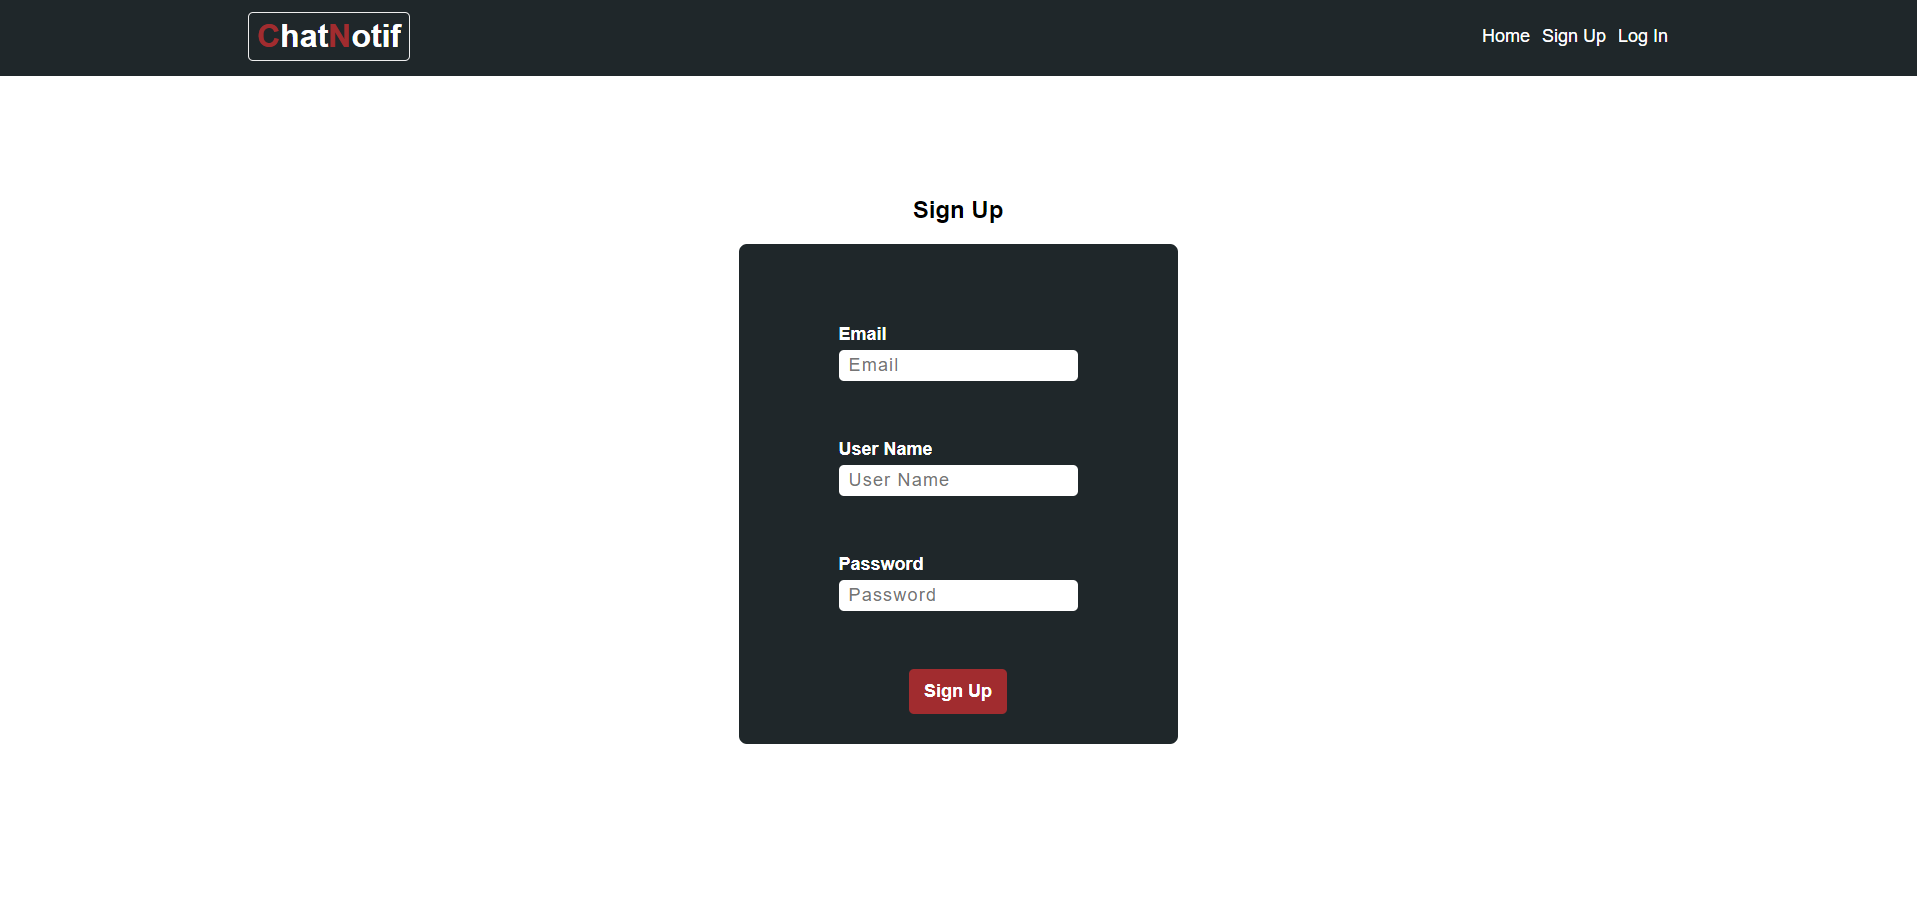 ChatNotif
Home Sign Up Log In
Sign Up
Email
Email
User Name
User Name
Password
Password
Sign Up